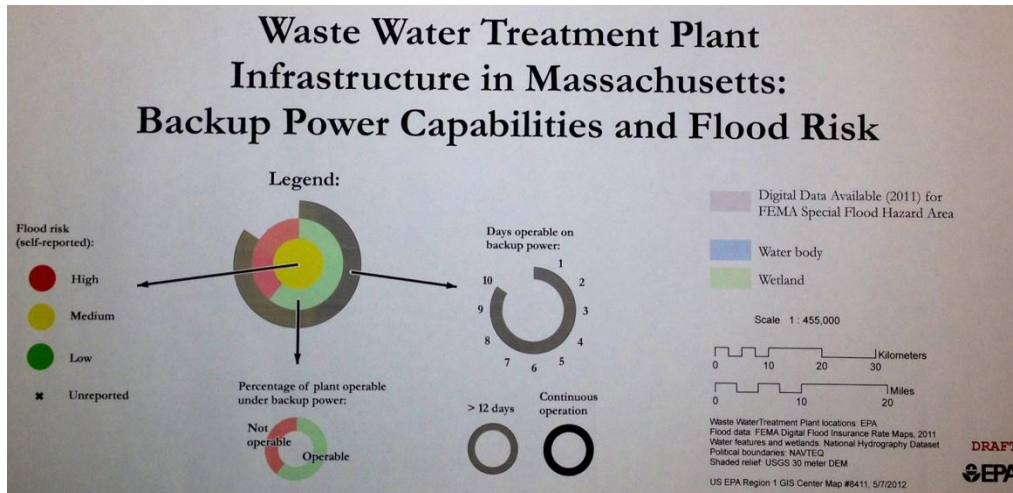 Waste Water Treatment Plant
Infrastructure in Massachusetts:
Backup Power Capabilities and Flood Risk
Legend:
Flood risk
(self-reported):
High
Medium
Low
Unreported
Percentage of plant operable
under backup power:
Not
operable
Operable
Days operable on
backup power:
1
2
3
4
5
6
7
8
9
10
> 12 days
Continuous
operation
Digital Data Available (2011) for
FEMA Special Flood Hazard Area
Water body
Wetland
Scale 1 : 455,000
Kilometers
0 10 20 30
Miles
0 10 20
Waste WaterTreatment Plant locations: EPA
Flood data: FEMA Digital Flood Insurance Rate Maps, 2011
Water features and wetlands: National Hydrography Dataset
Political boundaries: NAVTEQ
Shaded relief: USGS 30 meter DEM
US EPA Region 1 GIS Center Map #8411, 5/7/2012
DRAFT
EPA